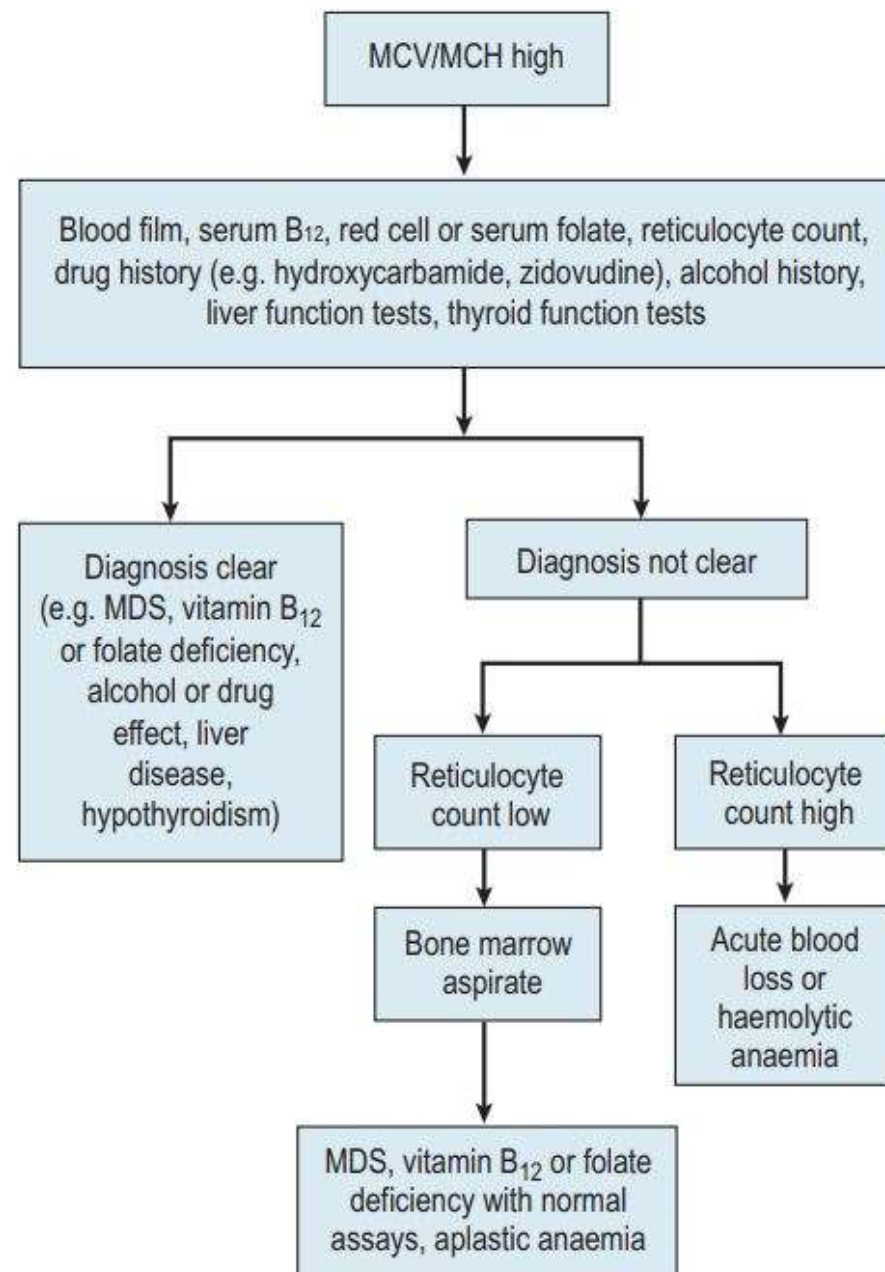 MCV/MCH high
Blood film, serum B12, red cell or serum folate, reticulocyte count,
drug history (e.g. hydroxycarbamide, zidovudine), alcohol history,
liver function tests, thyroid function tests
Diagnosis clear
(e.g. MDS, vitamin B12
or folate deficiency,
alcohol or drug
effect, liver
disease,
hypothyroidism)
Diagnosis not clear
Reticulocyte
count low
Reticulocyte
count high
Bone marrow
aspirate
Acute blood
loss or
haemolytic
anaemia
MDS, vitamin B12 or folate
deficiency with normal
assays, aplastic anaemia